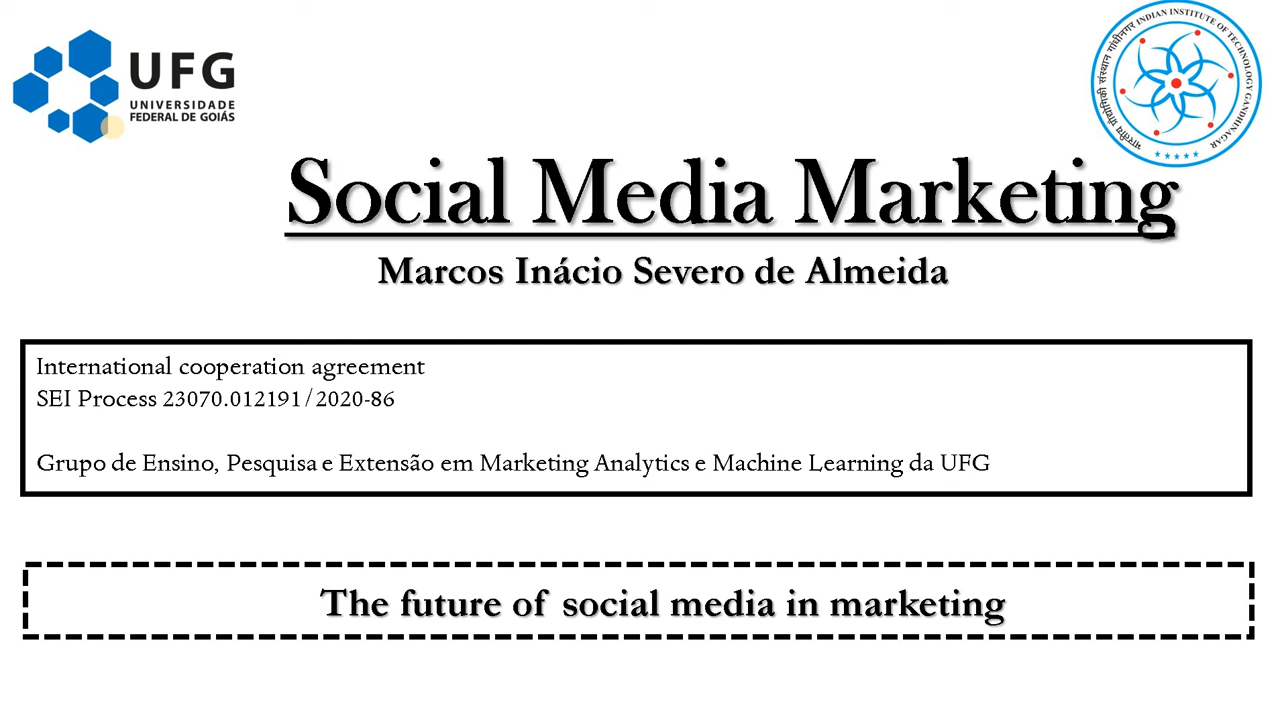 UFG
UNIVERSIDADE
FEDERAL DE GOIÁS
भारतीय प्रौद्योगिकी संस्थान गांधीनगर INDIAN INSTITUTE OF TECHNOLOGY GANDHINAGAR
Social Media Marketing
Marcos Inácio Severo de Almeida
International cooperation agreement
SEI Process 23070.012191/2020-86
Grupo de Ensino, Pesquisa e Extensão em Marketing Analytics e Machine Learning da UFG
The future of social media in marketing